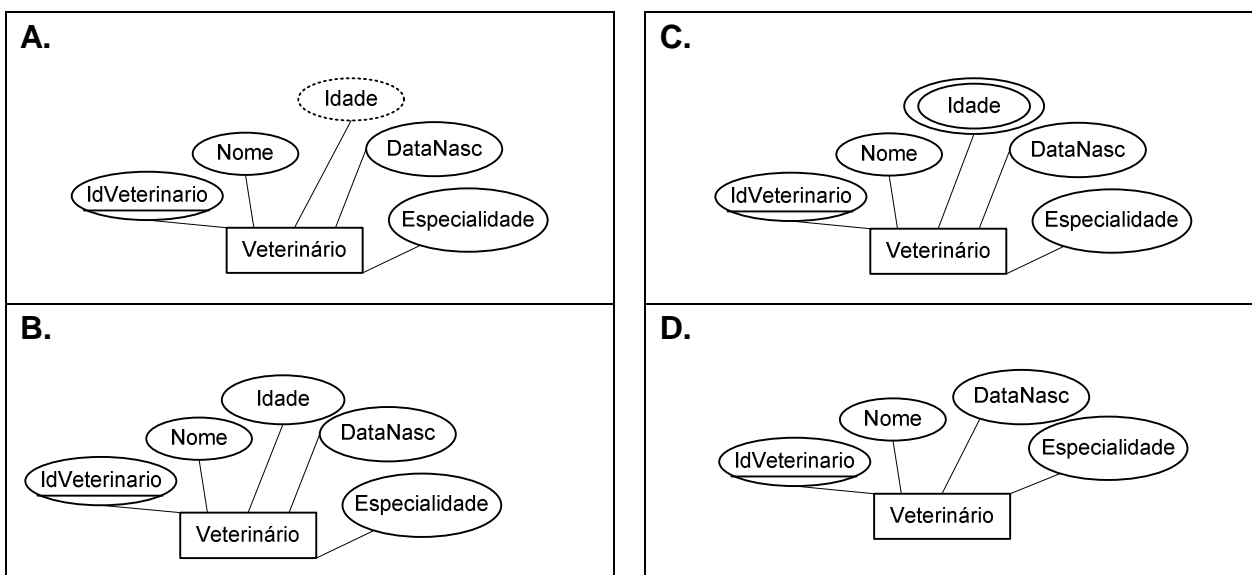 A.
Idade
Nome
DataNasc
IdVeterinario
Especialidade
Veterinário
B.
Idade
Nome
DataNasc
IdVeterinario
Especialidade
Veterinário
C.
Idade
Nome
DataNasc
IdVeterinario
Especialidade
Veterinário
D.
DataNasc
Nome
Especialidade
IdVeterinario
Veterinário